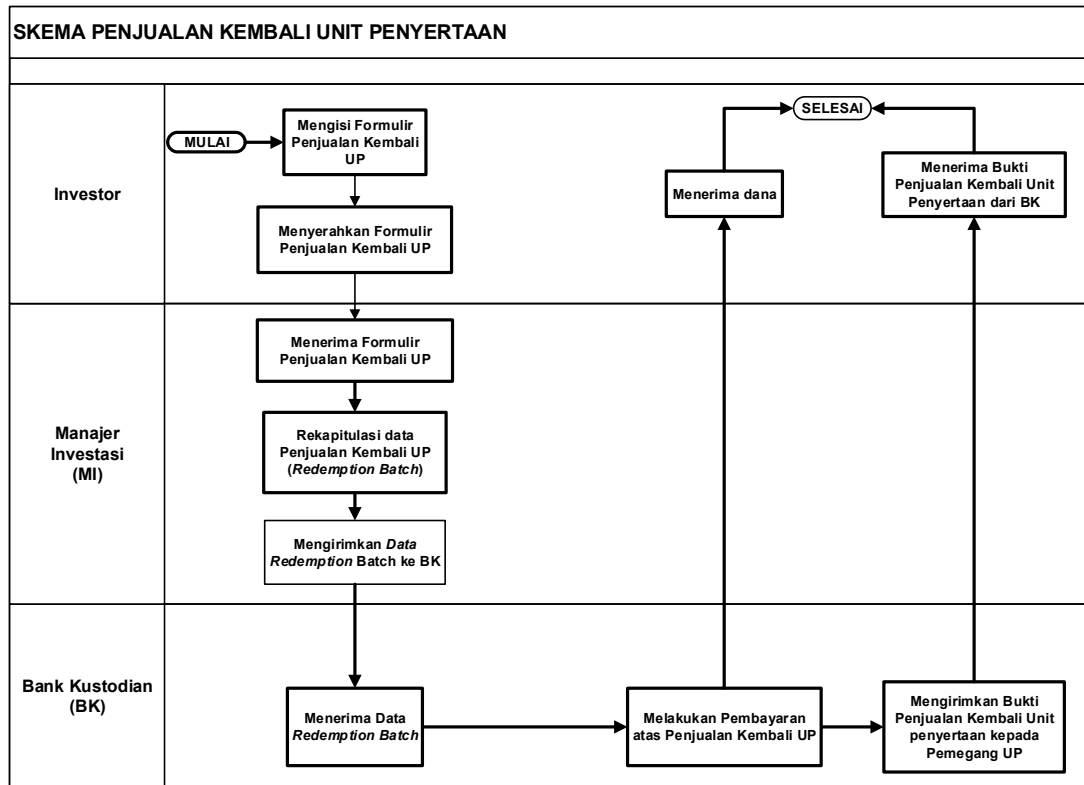 SKEMA PENJUALAN KEMBALI UNIT PENYERTAAN
Investor
MULAI
Mengisi Formulir
Penjualan Kembali
UP
Menyerahkan Formulir
Penjualan Kembali UP
SELESAI
Menerima dana
Menerima Bukti
Penjualan Kembali Unit
Penyertaan dari BK
Manajer
Investasi
(MI)
Menerima Formulir
Penjualan Kembali UP
Rekapitulasi data
Penjualan Kembali UP
(Redemption Batch)
Mengirimkan Data
Redemption Batch ke BK
Bank Kustodian
(BK)
Menerima Data
Redemption Batch
Melakukan Pembayaran
atas Penjualan Kembali UP
Mengirimkan Bukti
Penjualan Kembali Unit
penyertaan kepada
Pemegang UP